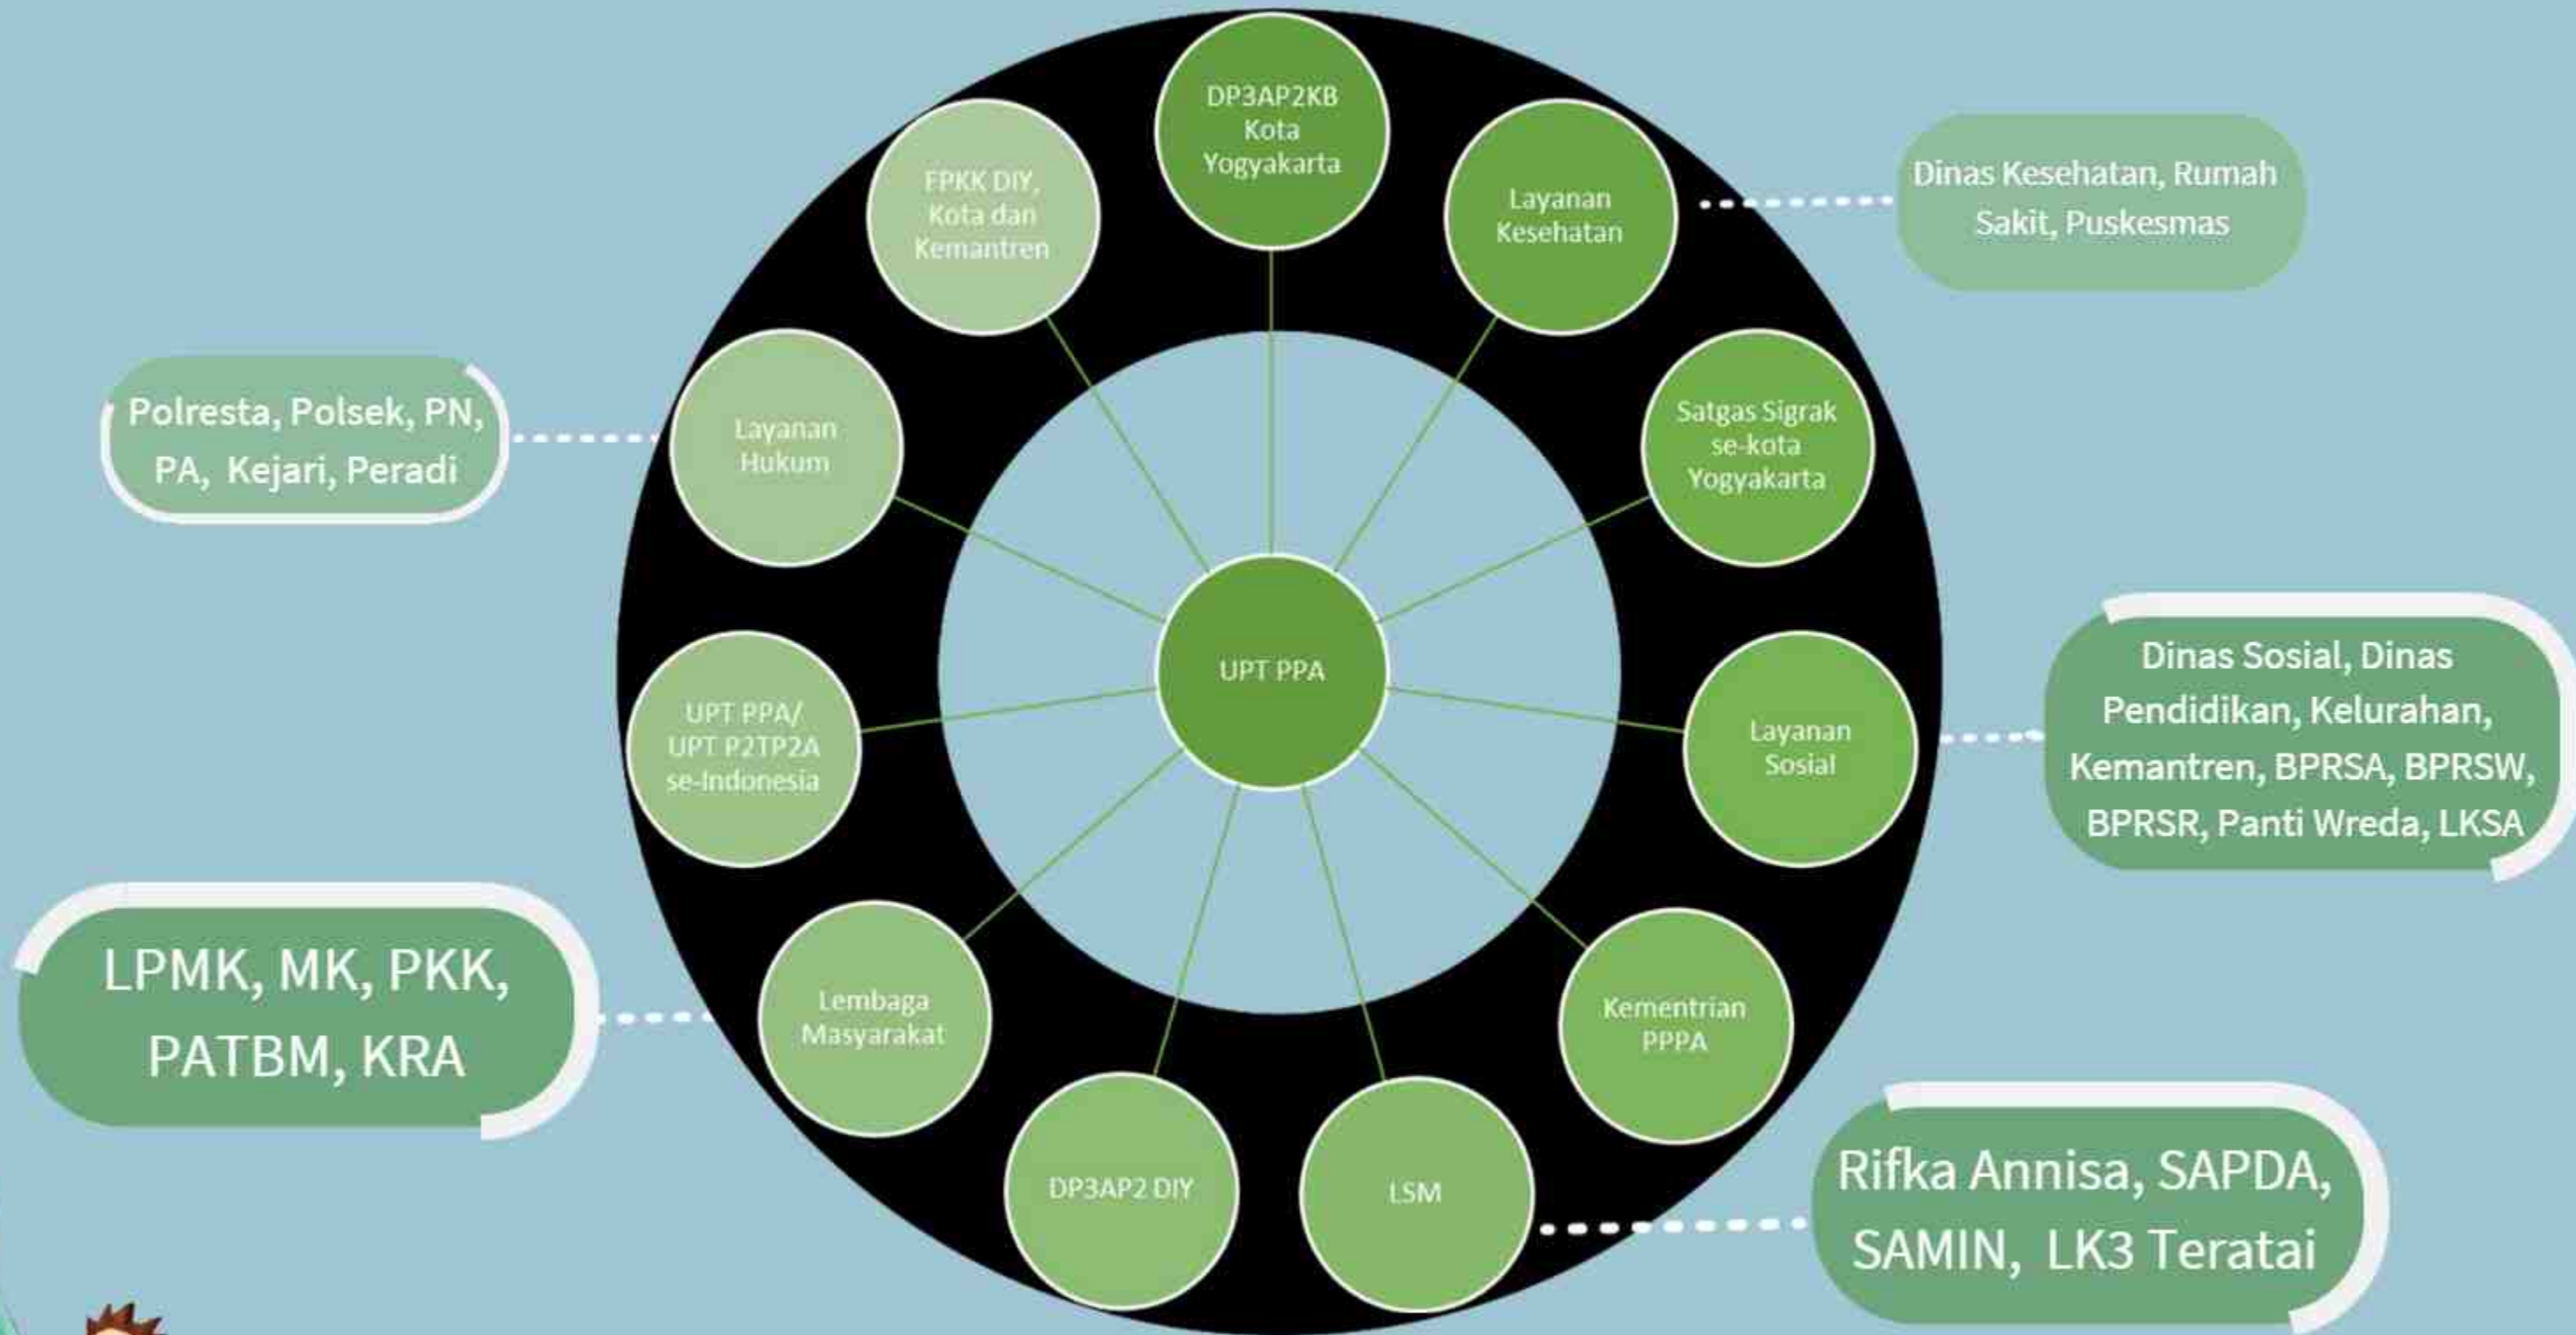 DP3AP2KB
Kota
Yogyakarta
Layanan
Kesehatan
Dinas Kesehatan, Rumah
Sakit, Puskesmas
Satgas Sigrak
se-kota
Yogyakarta
Layanan
Sosial
Dinas Sosial, Dinas
Pendidikan, Kelurahan,
Kemantren, BPRSA, BPRSW,
BPRSR, Panti Wreda, LKSA
Kementrian
PPPA
LSM
Rifka Annisa, SAPDA,
SAMIN, LK3 Teratai
DP3AP2 DIY
Lembaga
Masyarakat
LPMK, MK, PKK,
PATBM, KRA
UPT PPA/
UPT P2TP2A
se-Indonesia
Layanan
Hukum
Polresta, Polsek, PN,
PA, Kejari, Peradi
FPKK DIY,
Kota dan
Kemantren
UPT PPA